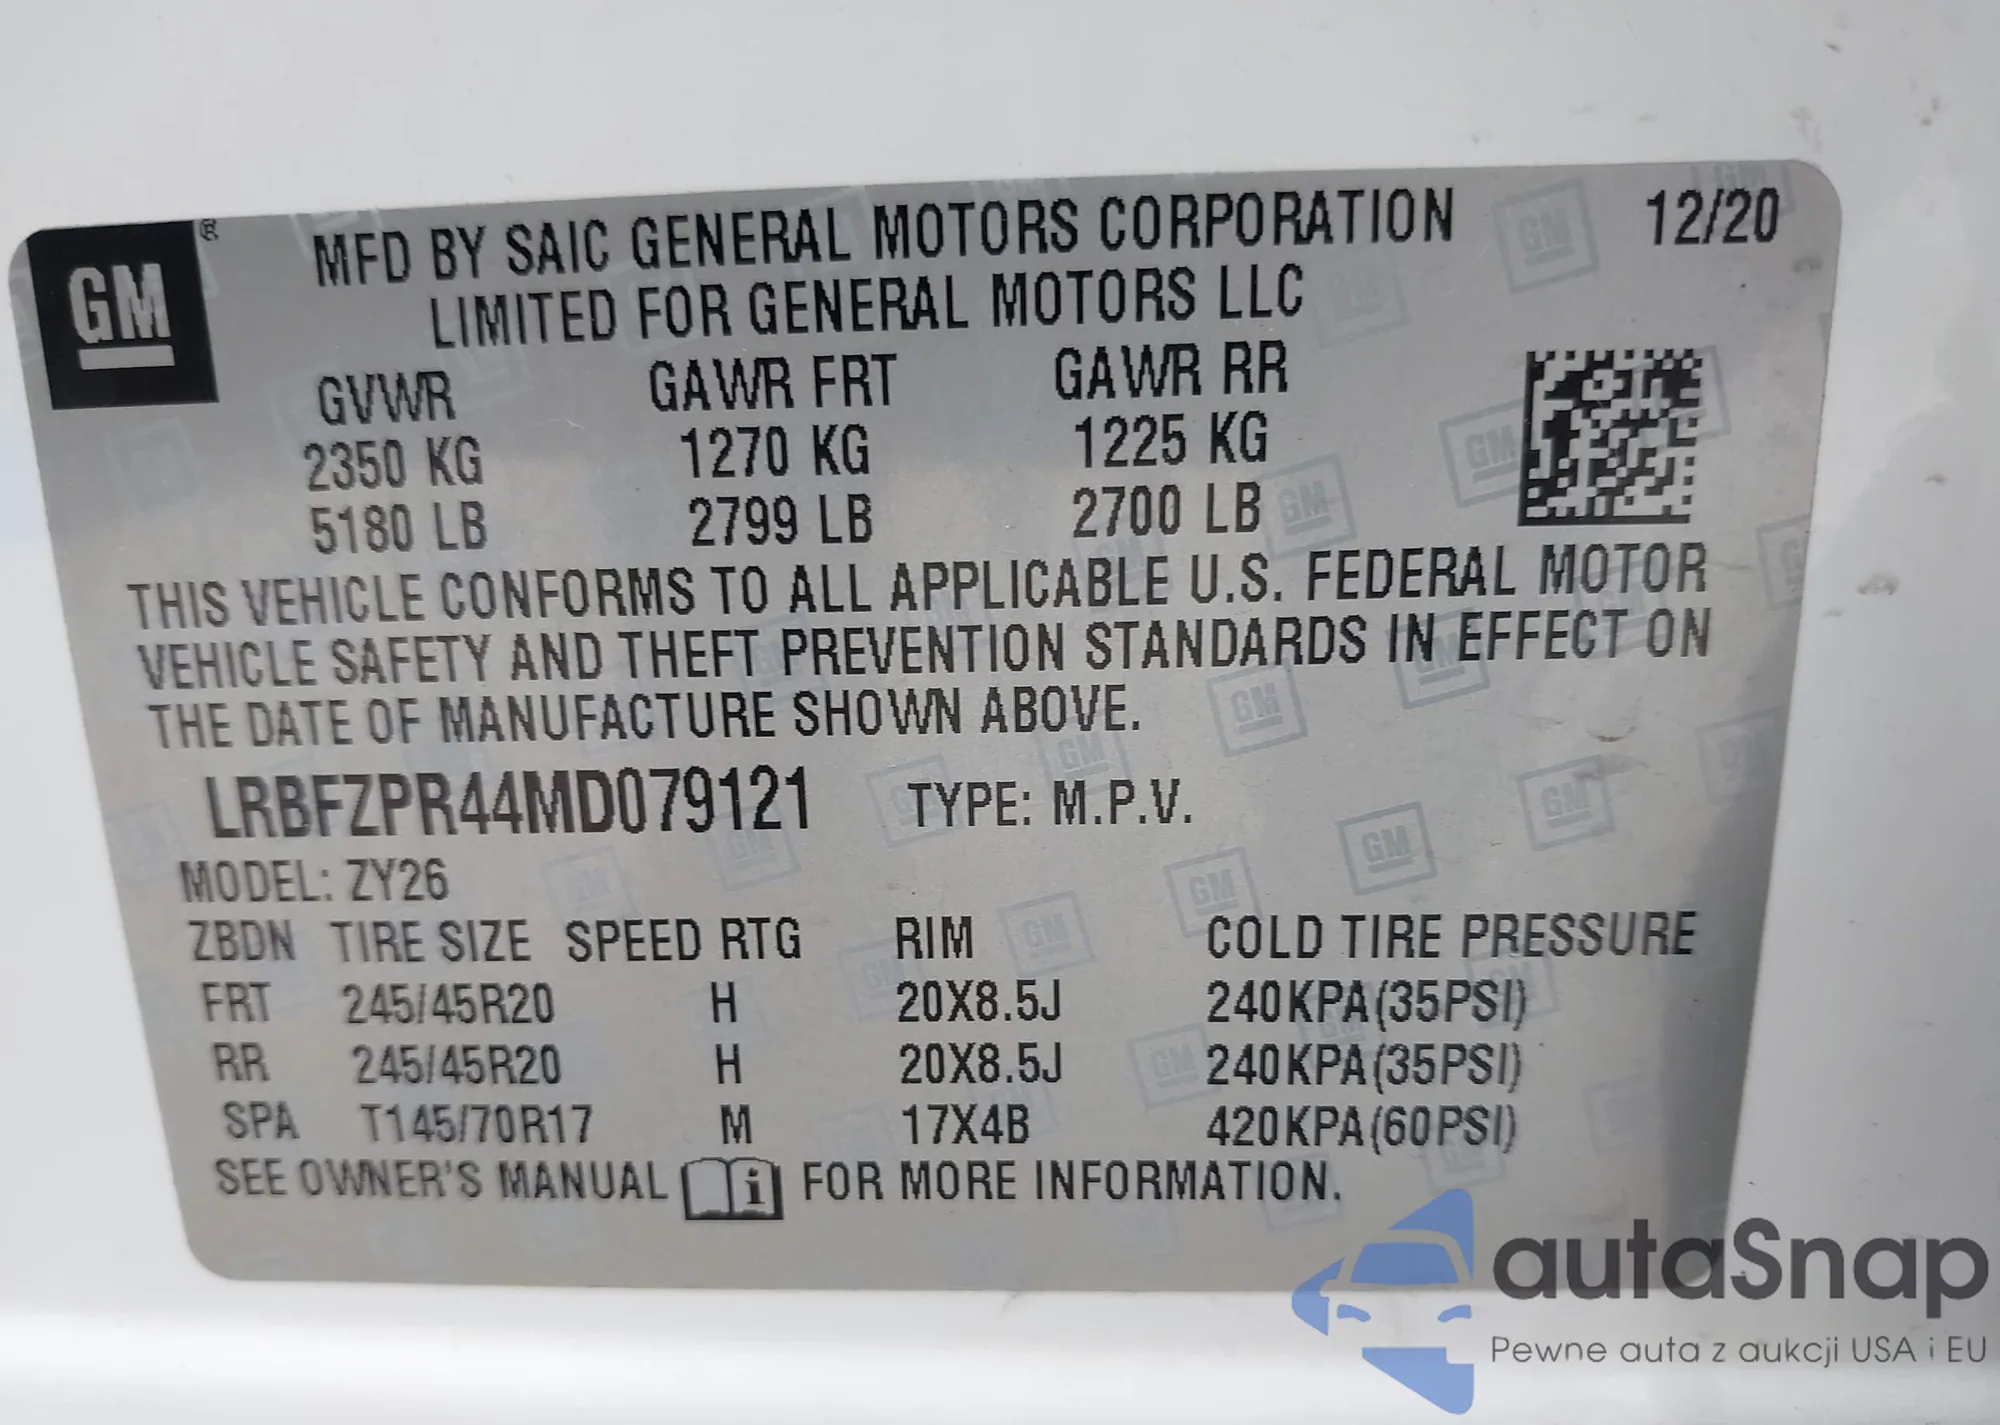 GM ®
MFD BY SAIC GENERAL MOTORS CORPORATION 12/20
LIMITED FOR GENERAL MOTORS LLC
GVWR GAWR FRT GAWR RR
2350 KG 1270 KG 1225 KG
5180 LB 2799 LB 2700 LB
THIS VEHICLE CONFORMS TO ALL APPLICABLE U.S. FEDERAL MOTOR
VEHICLE SAFETY AND THEFT PREVENTION STANDARDS IN EFFECT ON
THE DATE OF MANUFACTURE SHOWN ABOVE.
LRBFZPR44MD079121 TYPE: M.P.V.
MODEL: ZY26
ZBDN TIRE SIZE SPEED RTG RIM COLD TIRE PRESSURE
FRT 245/45R20 H 20X8.5J 240KPA(35PSI)
RR 245/45R20 H 20X8.5J 240KPA(35PSI)
SPA T145/70R17 M 17X4B 420KPA(60PSI)
SEE OWNER'S MANUAL i FOR MORE INFORMATION.
autaSnap
Pewne auta z aukcji USA i EU